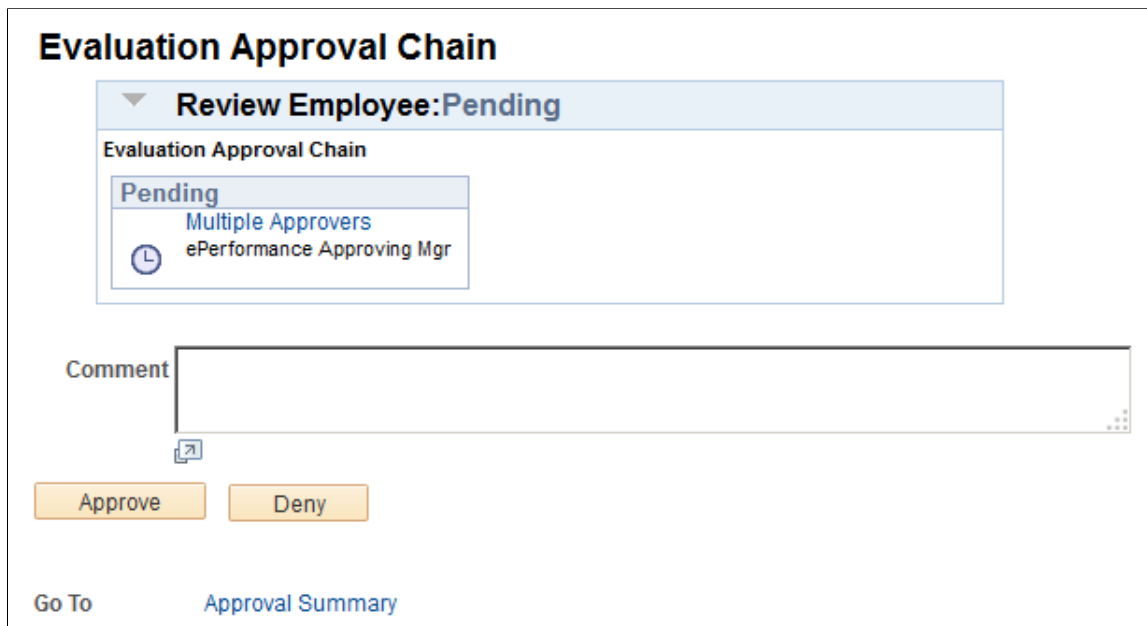 Evaluation Approval Chain
Review Employee:Pending
Evaluation Approval Chain
Pending
Multiple Approvers
ePerformance Approving Mgr
Comment
Approve Deny
Go To Approval Summary